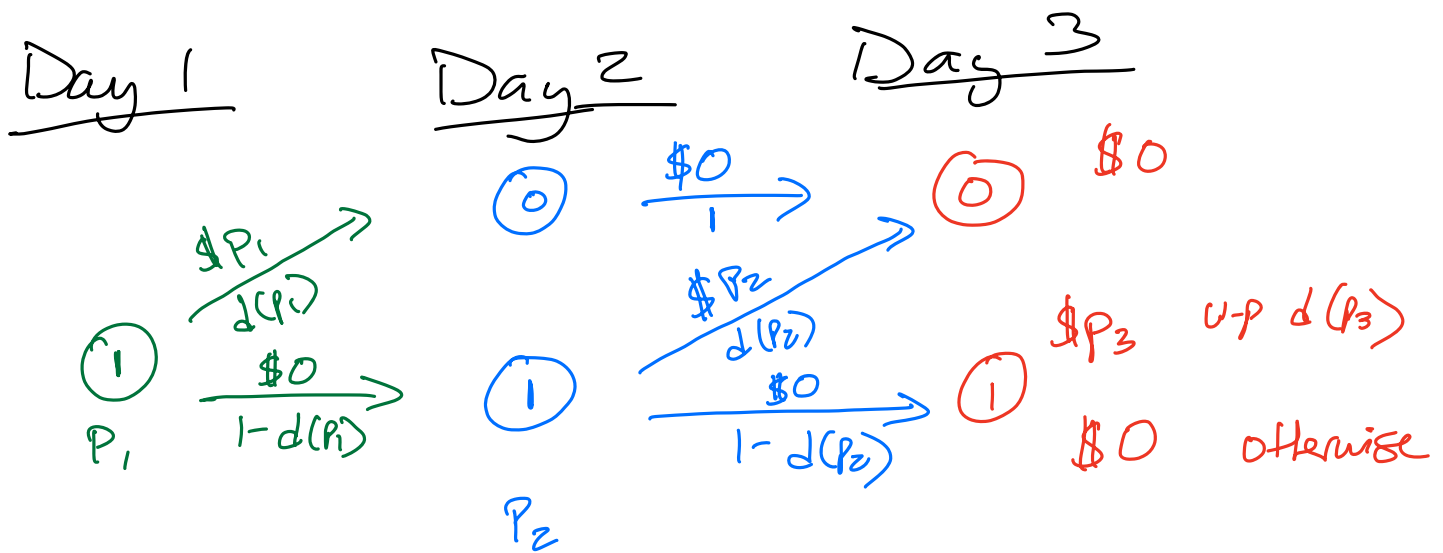 Day 1
Day 2
Day 3
1
$p1
d(p1)
$0
1-d(p1)
P1
0
$0
1
1
$p2
d(p2)
$0
1-d(p2)
P2
0
$0
1
$p3 w-p d(p3)
$0 otherwise